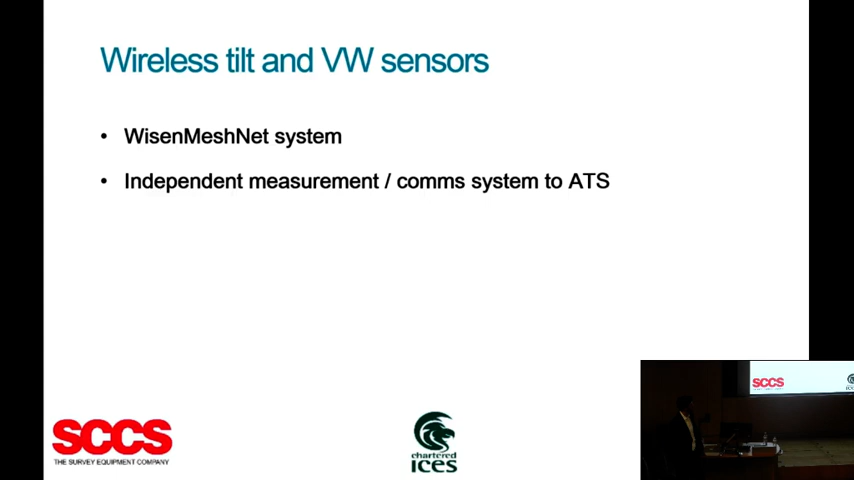 Wireless tilt and VW sensors
• WisenMeshNet system
• Independent measurement / comms system to ATS
SCCS
THE SURVEY EQUIPMENT COMPANY
chartered
ices
SCCS